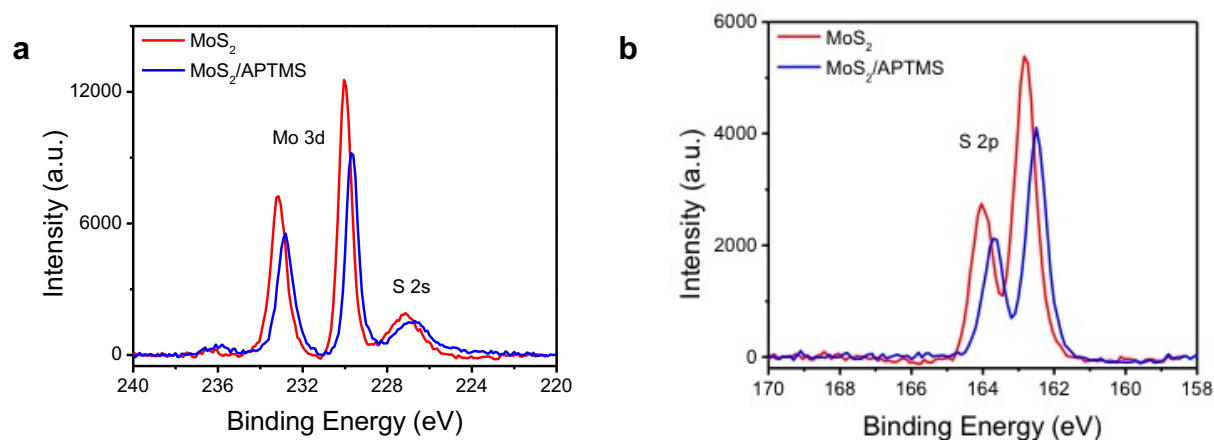 a
MoS₂
MoS₂/APTMS
Mo 3d
S 2s
Intensity (a.u.)
12000
6000
0
240 236 232 228 224 220
Binding Energy (eV)
b
MoS₂
MoS₂/APTMS
S 2p
Intensity (a.u.)
6000
4000
2000
0
170 168 166 164 162 160 158
Binding Energy (eV)